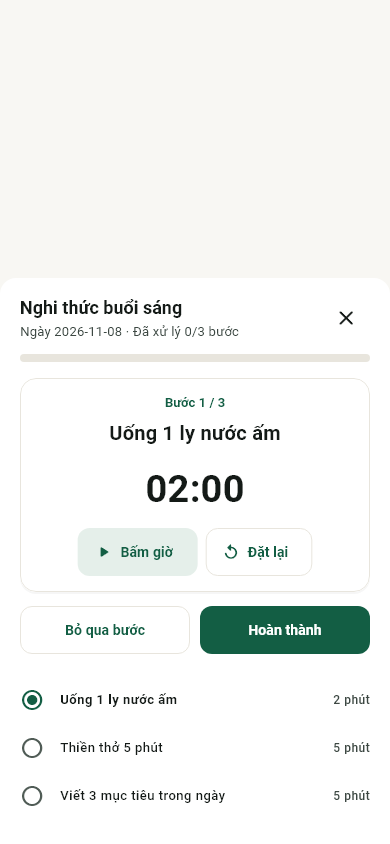 Nghi thức buổi sáng
Ngày 2026-11-08 · Đã xử lý 0/3 bước
Bước 1 / 3
Uống 1 ly nước ấm
02:00
Bấm giờ
Đặt lại
Bỏ qua bước
Hoàn thành
Uống 1 ly nước ấm 2 phút
Thiền thở 5 phút 5 phút
Viết 3 mục tiêu trong ngày 5 phút